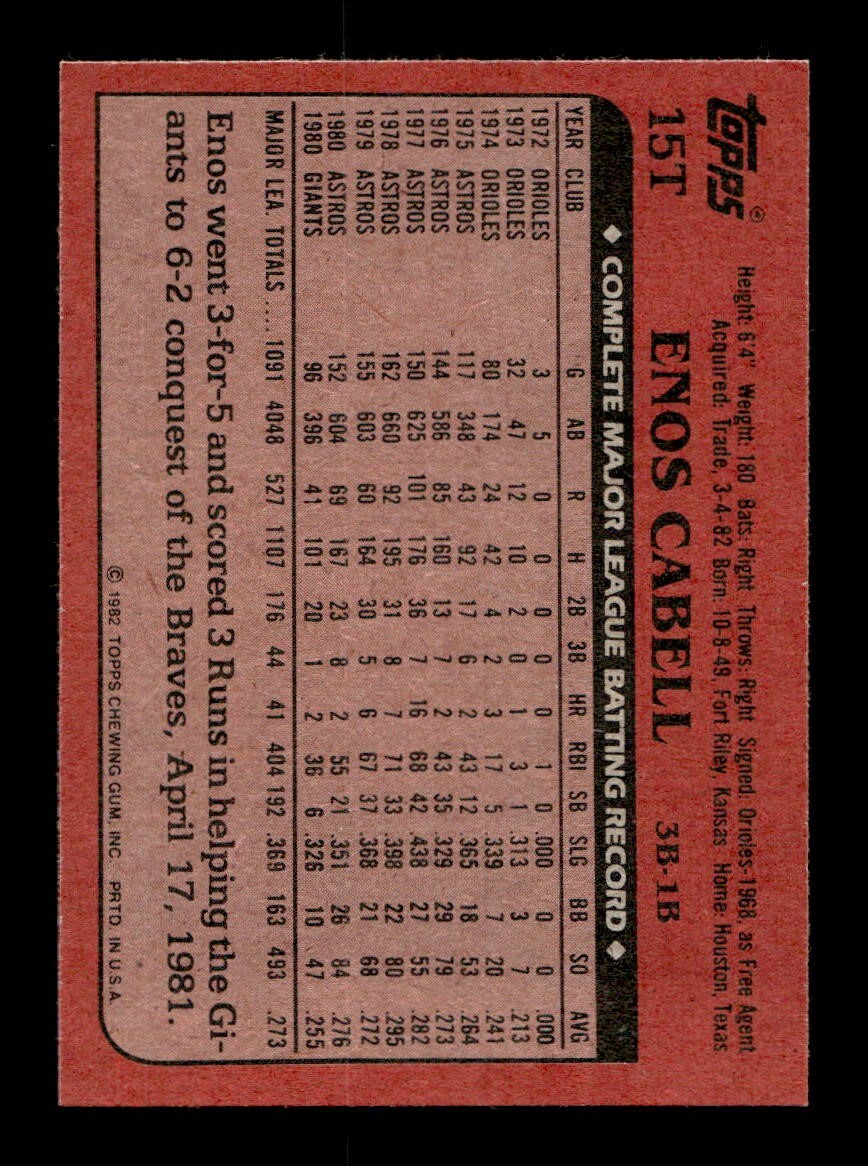 topps®
15T ENOS CABELL 3B-1B
Height: 6'4" Weight: 180 Bats: Right Throws: Right Signed: Orioles-1968, as Free Agent
Acquired: Trade, 3-4-82 Born: 10-8-49, Fort Riley, Kansas Home: Houston, Texas
◆ COMPLETE MAJOR LEAGUE BATTING RECORD ◆
YEAR CLUB G AB R H 2B 3B HR RBI SB SLG BB SO AVG
1972 ORIOLES 3 5 0 0 0 0 0 1 0 .000 0 0 .000
1973 ORIOLES 32 47 12 10 2 0 1 3 1 .313 3 7 .213
1974 ORIOLES 80 174 24 42 4 2 3 17 5 .339 7 20 .241
1975 ASTROS 117 348 43 92 17 6 2 43 12 .365 18 53 .264
1976 ASTROS 144 586 85 160 13 7 2 43 35 .329 29 79 .273
1977 ASTROS 150 625 101 176 36 7 16 68 42 .438 27 55 .282
1978 ASTROS 162 660 92 195 31 8 7 71 33 .398 22 80 .295
1979 ASTROS 155 603 60 164 30 5 6 67 37 .368 21 68 .272
1980 ASTROS 152 604 69 167 23 8 2 55 21 .351 26 84 .276
1980 GIANTS 96 396 41 101 20 1 2 36 6 .326 10 47 .255
MAJOR LEA. TOTALS .... 1091 4048 527 1107 176 44 41 404 192 .369 163 493 .273
Enos went 3-for-5 and scored 3 Runs in helping the Gi-
ants to 6-2 conquest of the Braves, April 17, 1981.
© 1982 TOPPS CHEWING GUM, INC. PRTD. IN U.S.A.